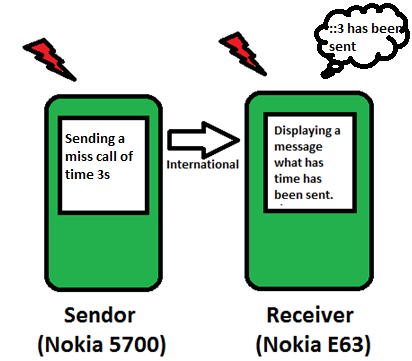 ::3 has been
sent
Sending a
miss call of
time 3s
International
Displaying a
message
what has
time has
been sent.
Sendor
(Nokia 5700)
Receiver
(Nokia E63)